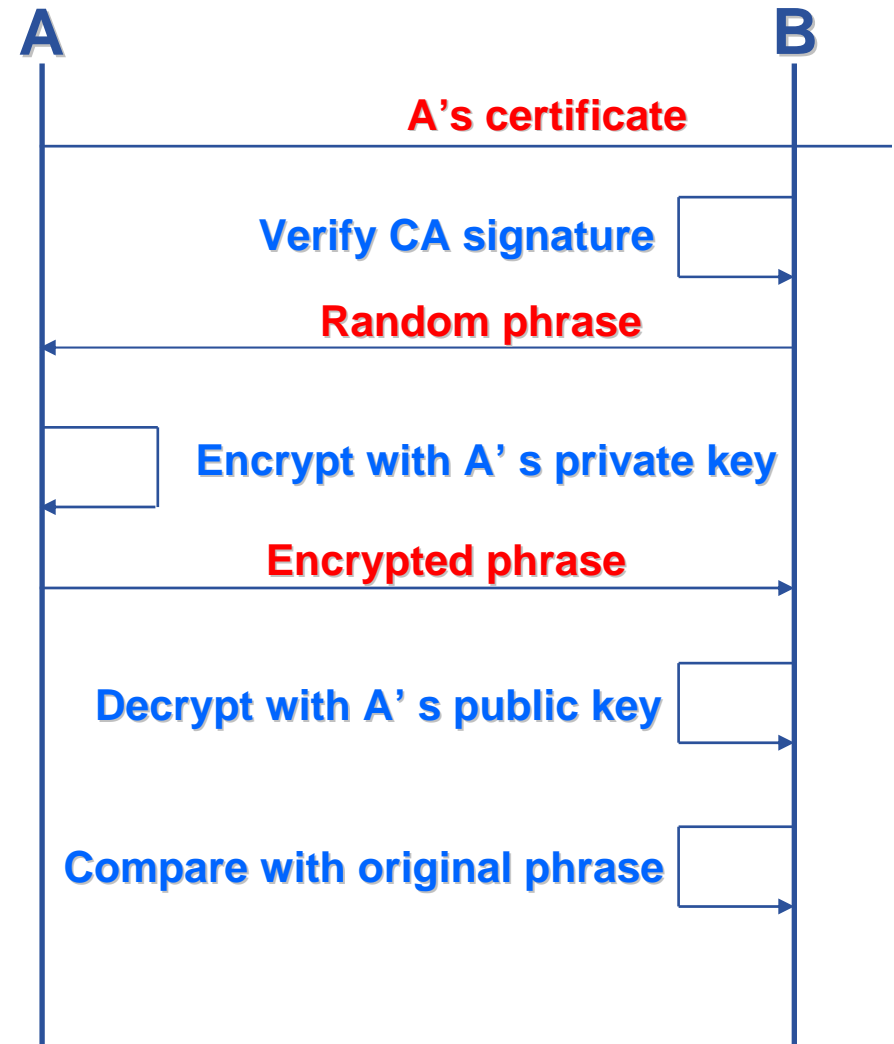 A
B
A’s certificate
Verify CA signature
Random phrase
Encrypt with A’ s private key
Encrypted phrase
Decrypt with A’ s public key
Compare with original phrase